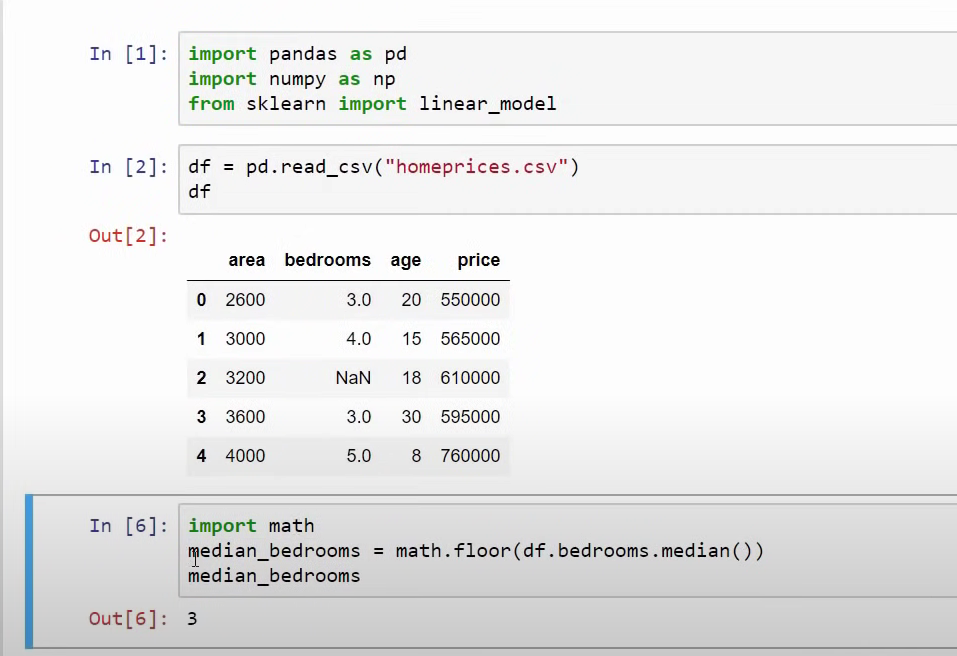 In [1]: import pandas as pd
import numpy as np
from sklearn import linear_model
In [2]: df = pd.read_csv("homeprices.csv")
df
Out[2]:
area bedrooms age price
0 2600 3.0 20 550000
1 3000 4.0 15 565000
2 3200 NaN 18 610000
3 3600 3.0 30 595000
4 4000 5.0 8 760000
In [6]: import math
median_bedrooms = math.floor(df.bedrooms.median())
median_bedrooms
Out[6]: 3